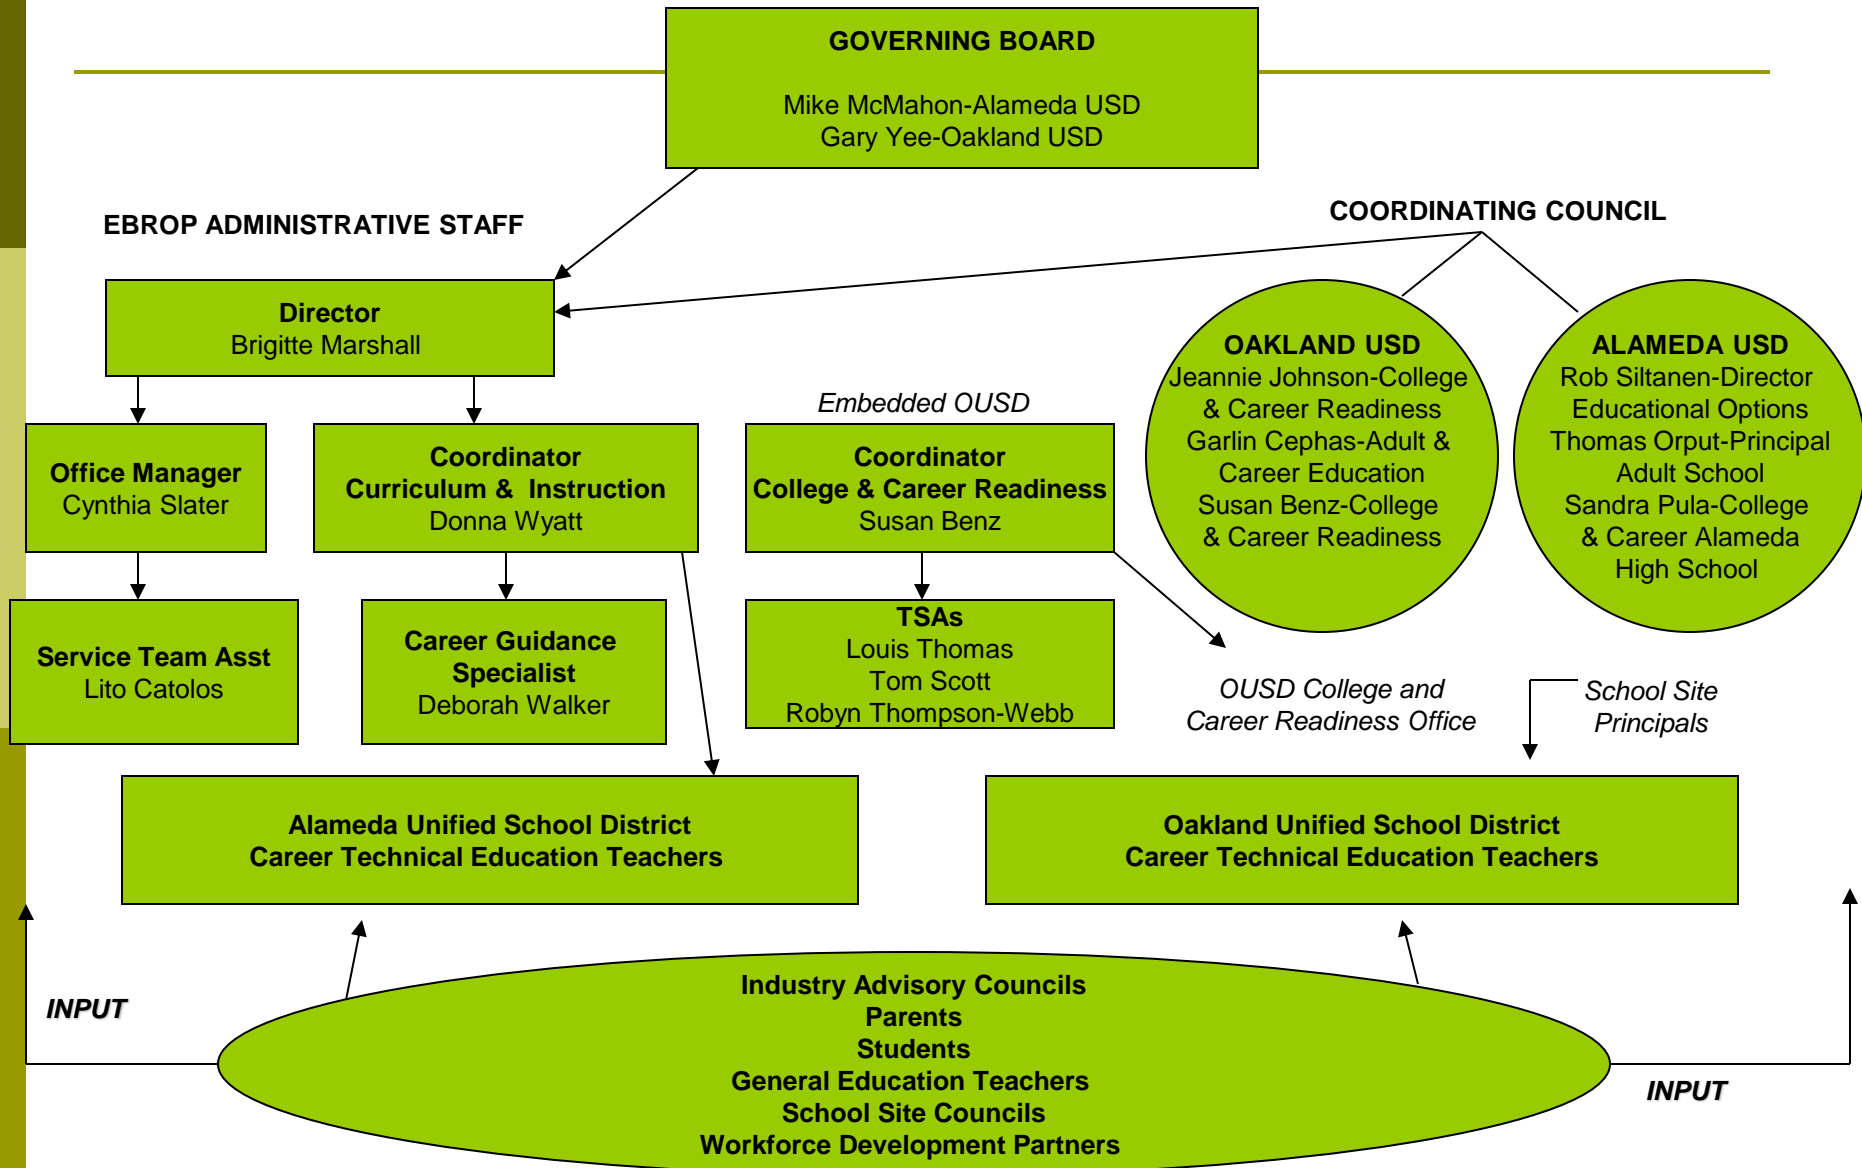 GOVERNING BOARD
Mike McMahon-Alameda USD
Gary Yee-Oakland USD
EBROP ADMINISTRATIVE STAFF
COORDINATING COUNCIL
Director
Brigitte Marshall
OAKLAND USD
Jeannie Johnson-College
& Career Readiness
Garlin Cephas-Adult &
Career Education
Susan Benz-College
& Career Readiness
ALAMEDA USD
Rob Siltanen-Director
Educational Options
Thomas Orput-Principal
Adult School
Sandra Pula-College
& Career Alameda
High School
Embedded OUSD
Office Manager
Cynthia Slater
Coordinator
Curriculum & Instruction
Donna Wyatt
Coordinator
College & Career Readiness
Susan Benz
Service Team Asst
Lito Catolos
Career Guidance
Specialist
Deborah Walker
TSAs
Louis Thomas
Tom Scott
Robyn Thompson-Webb
OUSD College and
Career Readiness Office
School Site
Principals
Alameda Unified School District
Career Technical Education Teachers
Oakland Unified School District
Career Technical Education Teachers
INPUT
Industry Advisory Councils
Parents
Students
General Education Teachers
School Site Councils
Workforce Development Partners
INPUT